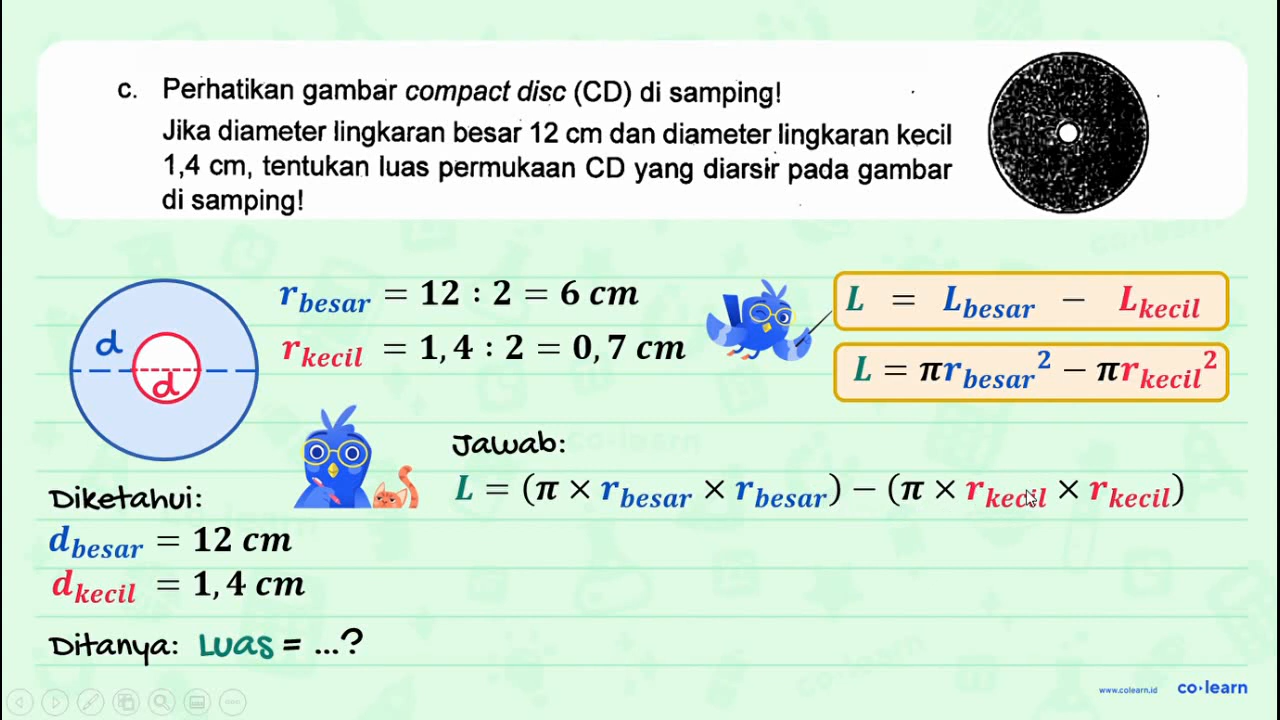 c. Perhatikan gambar compact disc (CD) di samping!
Jika diameter lingkaran besar 12 cm dan diameter lingkaran kecil
1,4 cm, tentukan luas permukaan CD yang diarsir pada gambar
di samping!
r_besar = 12 : 2 = 6 cm
r_kecil = 1,4 : 2 = 0,7 cm
L = L_besar − L_kecil
L = πr_besar² − πr_kecil²
d
d
Jawab:
L = (π × r_besar × r_besar) − (π × r_kecil × r_kecil)
Diketahui:
d_besar = 12 cm
d_kecil = 1,4 cm
Ditanya: Luas = ...?
www.colearn.id co·learn